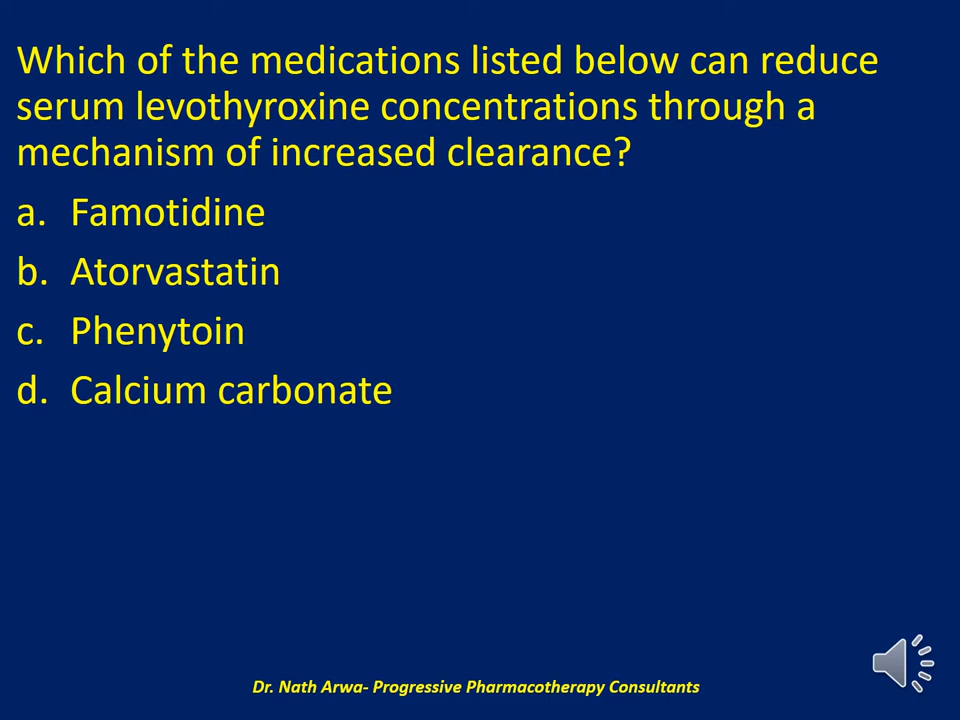 Which of the medications listed below can reduce
serum levothyroxine concentrations through a
mechanism of increased clearance?
a. Famotidine
b. Atorvastatin
c. Phenytoin
d. Calcium carbonate
Dr. Nath Arwa- Progressive Pharmacotherapy Consultants